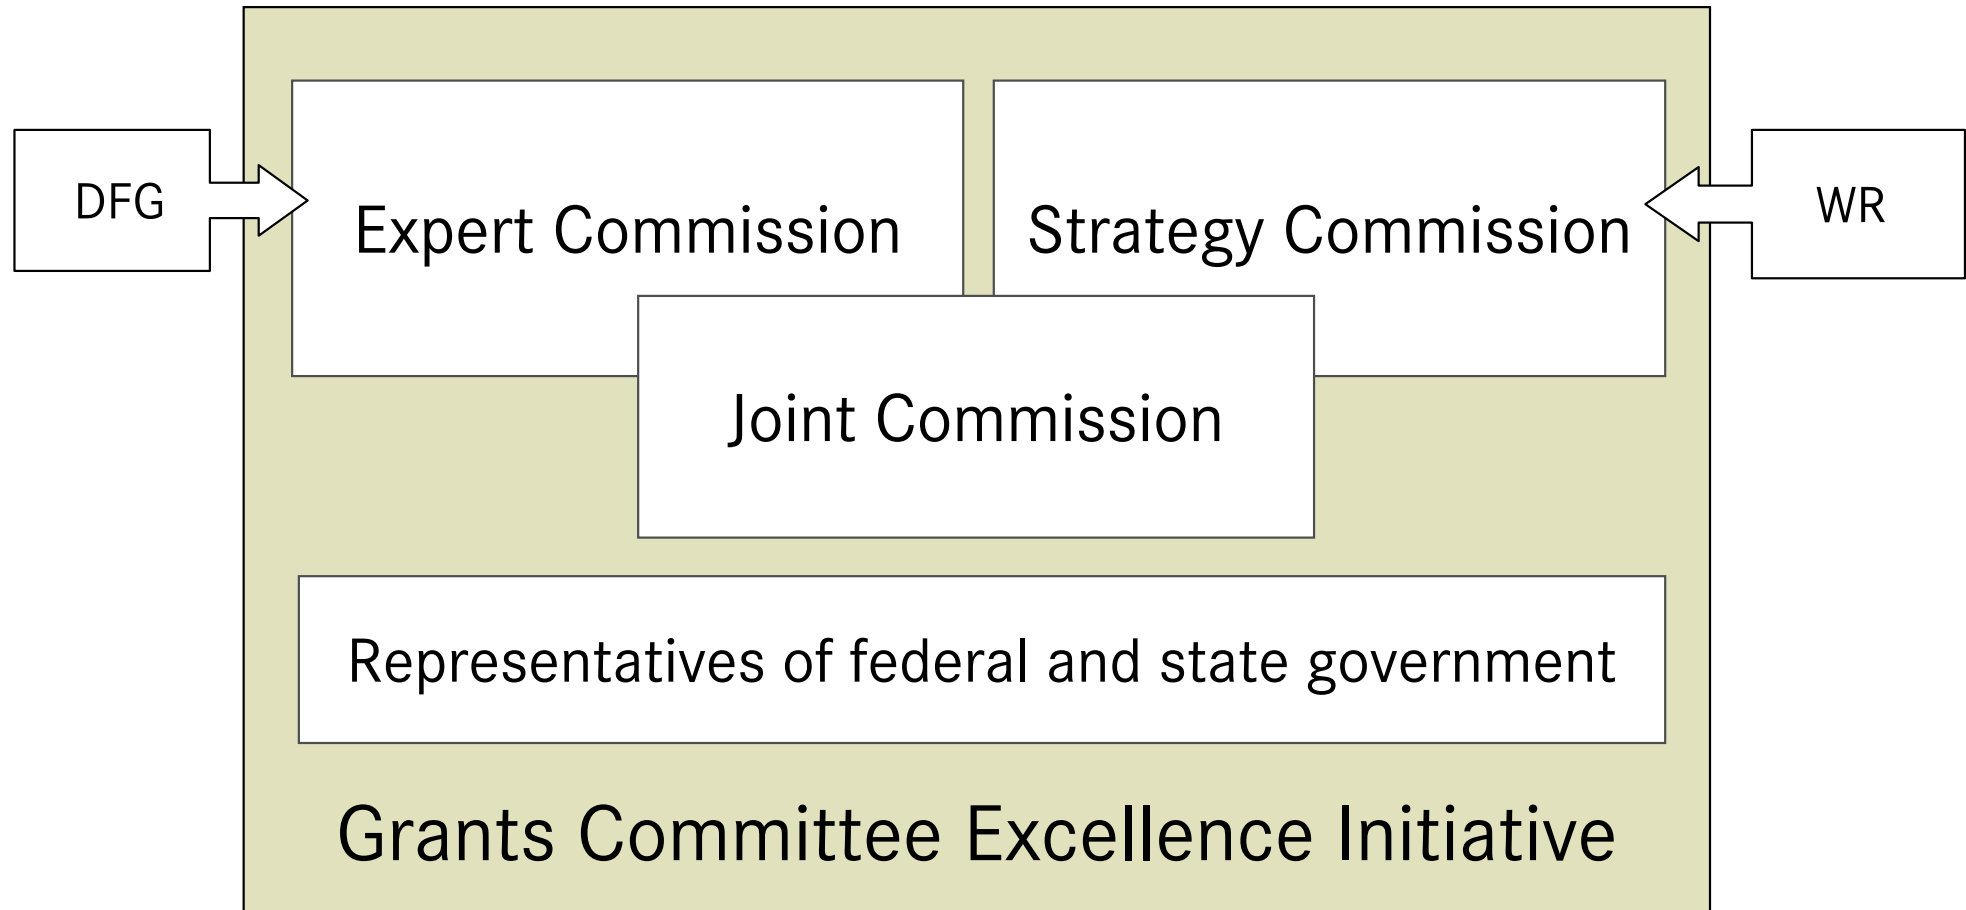 DFG
Expert Commission
Strategy Commission
WR
Joint Commission
Representatives of federal and state government
Grants Committee Excellence Initiative